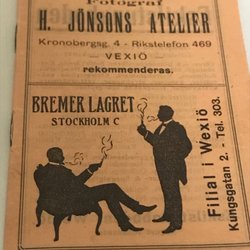 Fotograf
H. JÖNSONS ATELIER
Kronobergsg. 4 - Rikstelefon 469
- VEXIÖ -
rekommenderas.
BREMER LAGRET
STOCKHOLM C
Filial i Wexiö
Kungsgatan 2. - Tel. 303.